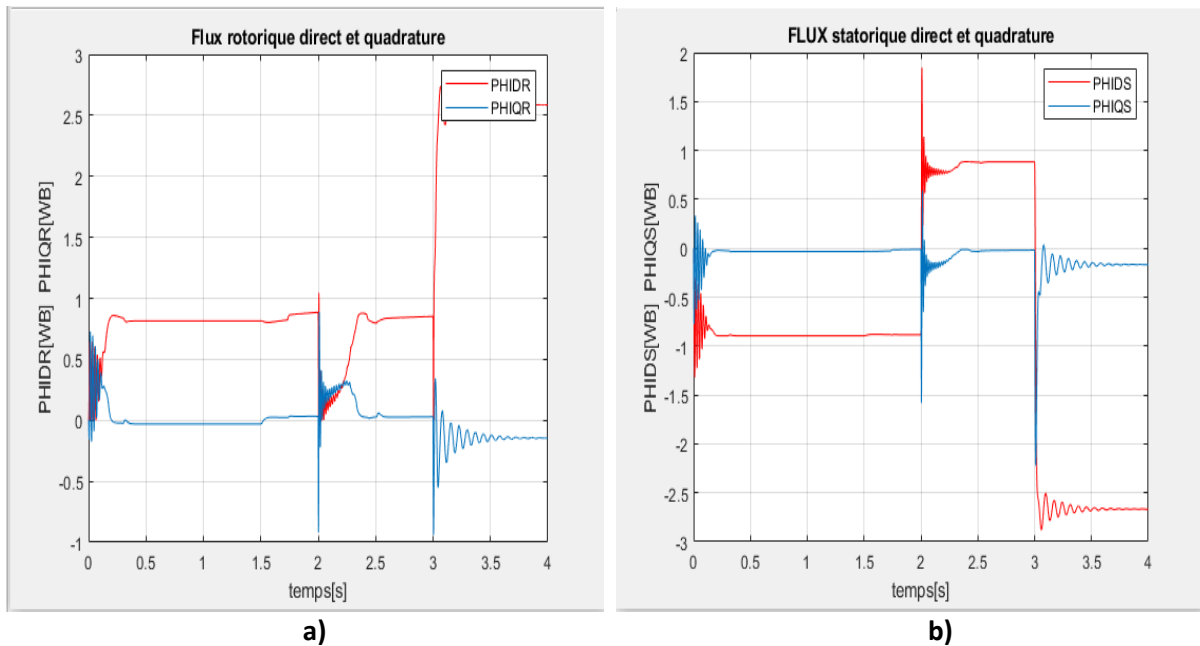 Flux rotorique direct et quadrature
3
2.5
2
1.5
1
0.5
0
-0.5
-1
PHIDR[WB] PHIQR[WB]
PHIDR
PHIQR
0 0.5 1 1.5 2 2.5 3 3.5 4
temps[s]
a)
FLUX statorique direct et quadrature
2
1.5
1
0.5
0
-0.5
-1
-1.5
-2
-2.5
-3
PHIDS[WB] PHIQS[WB]
PHIDS
PHIQS
0 0.5 1 1.5 2 2.5 3 3.5 4
temps[s]
b)